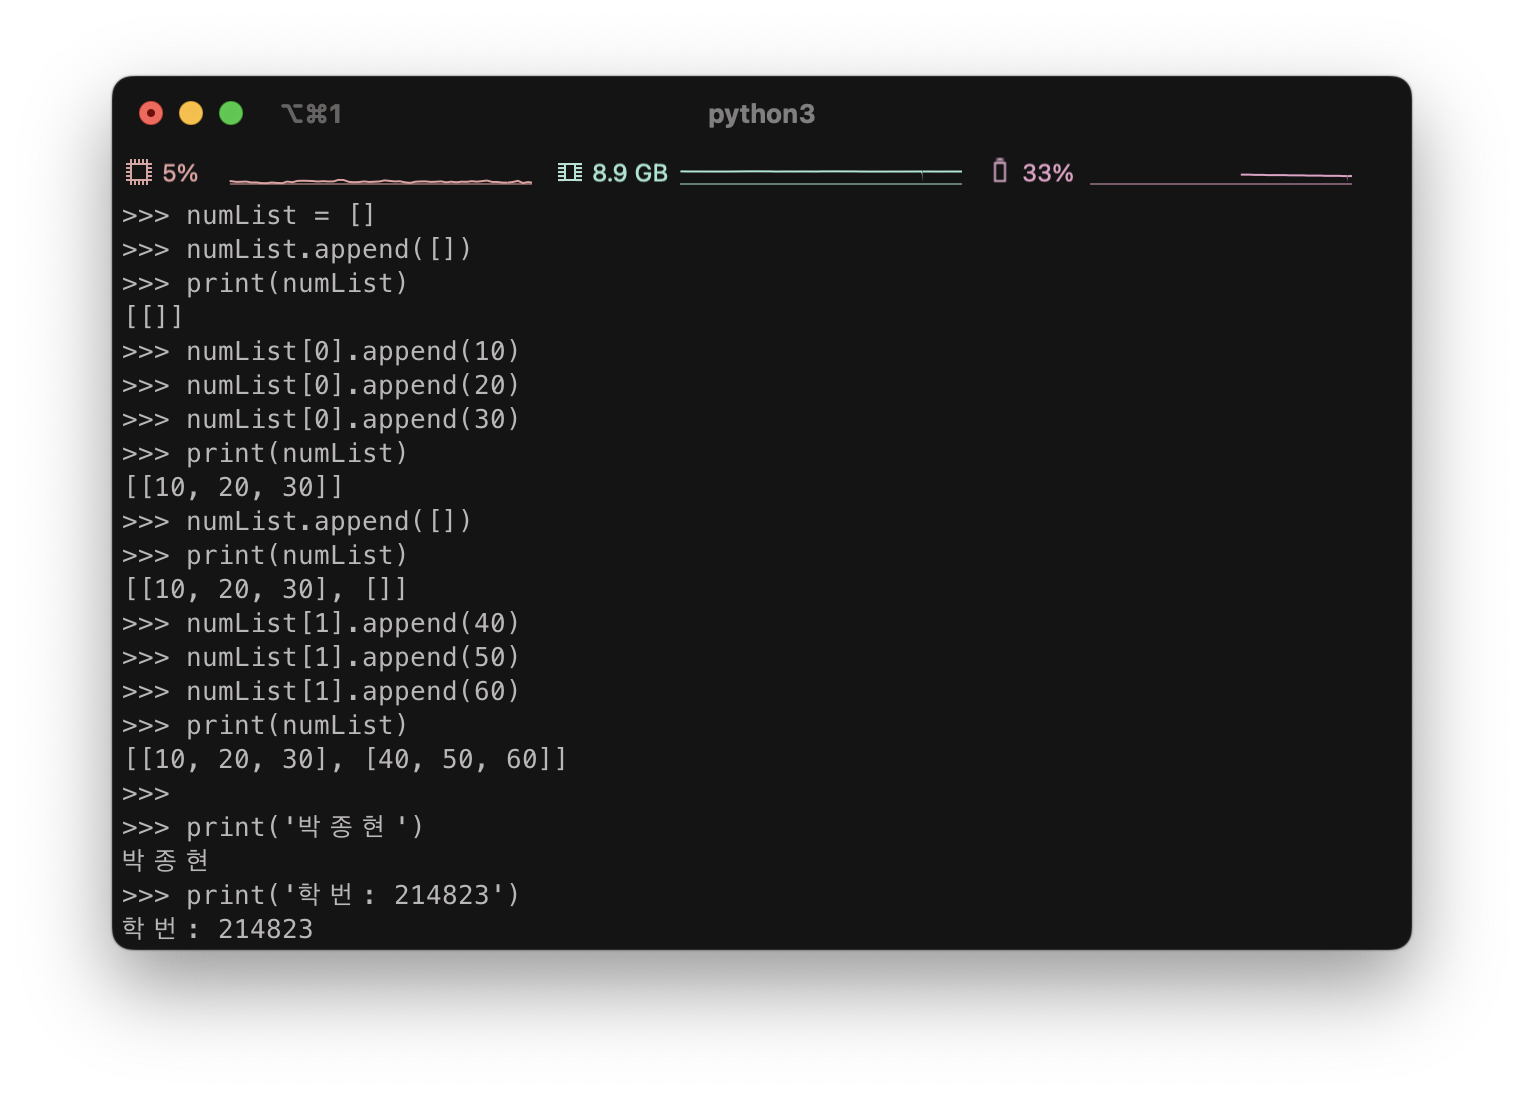 ⌥⌘1 python3
5% 8.9 GB 33%
>>> numList = []
>>> numList.append([])
>>> print(numList)
[[]]
>>> numList[0].append(10)
>>> numList[0].append(20)
>>> numList[0].append(30)
>>> print(numList)
[[10, 20, 30]]
>>> numList.append([])
>>> print(numList)
[[10, 20, 30], []]
>>> numList[1].append(40)
>>> numList[1].append(50)
>>> numList[1].append(60)
>>> print(numList)
[[10, 20, 30], [40, 50, 60]]
>>>
>>> print('박종현')
박종현
>>> print('학번: 214823')
학번: 214823